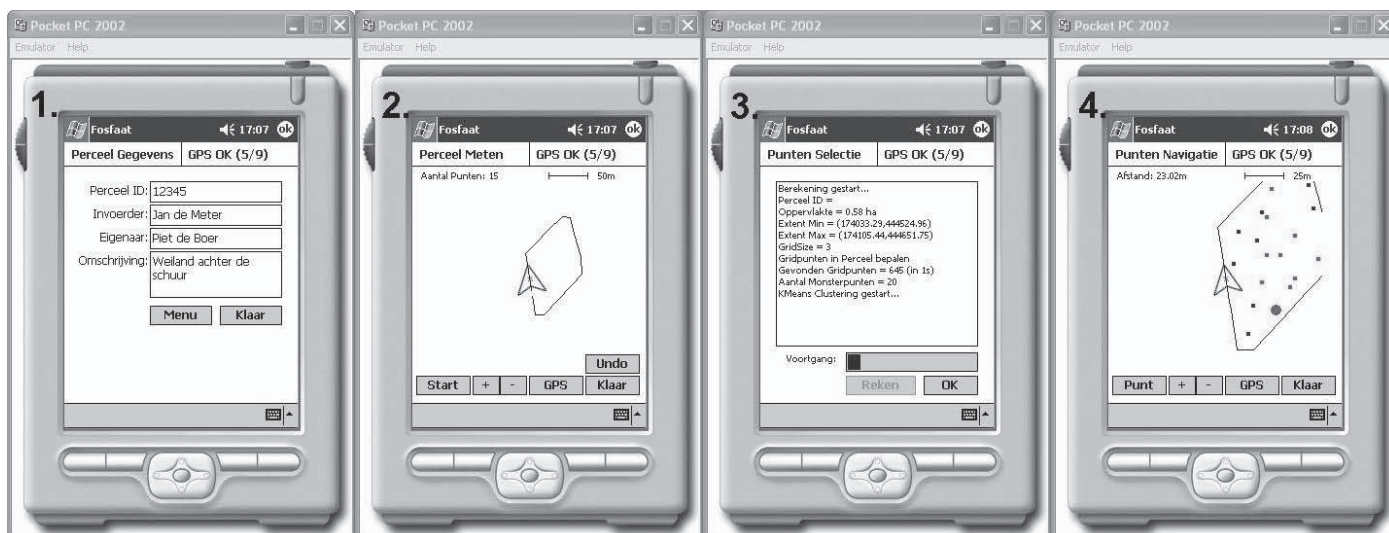 Pocket PC 2002
Emulator Help
1.
Fosfaat 17:07 ok
Perceel Gegevens GPS OK (5/9)
Perceel ID: 12345
Invoerder: Jan de Meter
Eigenaar: Piet de Boer
Omschrijving: Weiland achter de
schuur
Menu Klaar
Pocket PC 2002
Emulator Help
2.
Fosfaat 17:07 ok
Perceel Meten GPS OK (5/9)
Aantal Punten: 15 50m
Undo
Start + - GPS Klaar
Pocket PC 2002
Emulator Help
3.
Fosfaat 17:07 ok
Punten Selectie GPS OK (5/9)
Berekening gestart...
Perceel ID =
Oppervlakte = 0.58 ha
Extent Min = (174033.29,444524.96)
Extent Max = (174105.44,444651.75)
GridSize = 3
Gridpunten in Perceel bepalen
Gevonden Gridpunten = 645 (in 1s)
Aantal Monsterpunten = 20
KMeans Clustering gestart...
Voortgang:
Reken OK
Pocket PC 2002
Emulator Help
4.
Fosfaat 17:08 ok
Punten Navigatie GPS OK (5/9)
Afstand: 23.02m 25m
Punt + - GPS Klaar